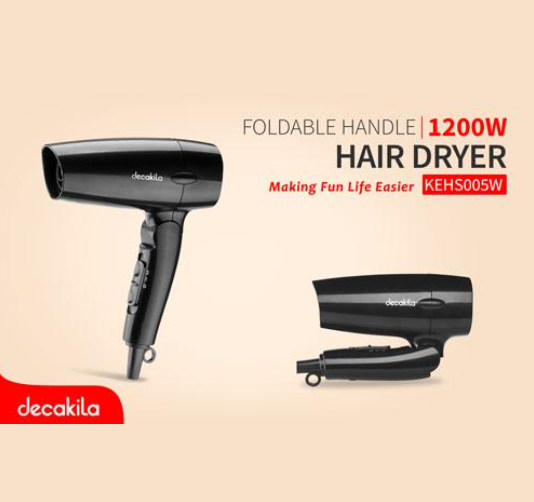 FOLDABLE HANDLE | 1200W
HAIR DRYER
Making Fun Life Easier KEHS005W
decakila
decakila
decakila